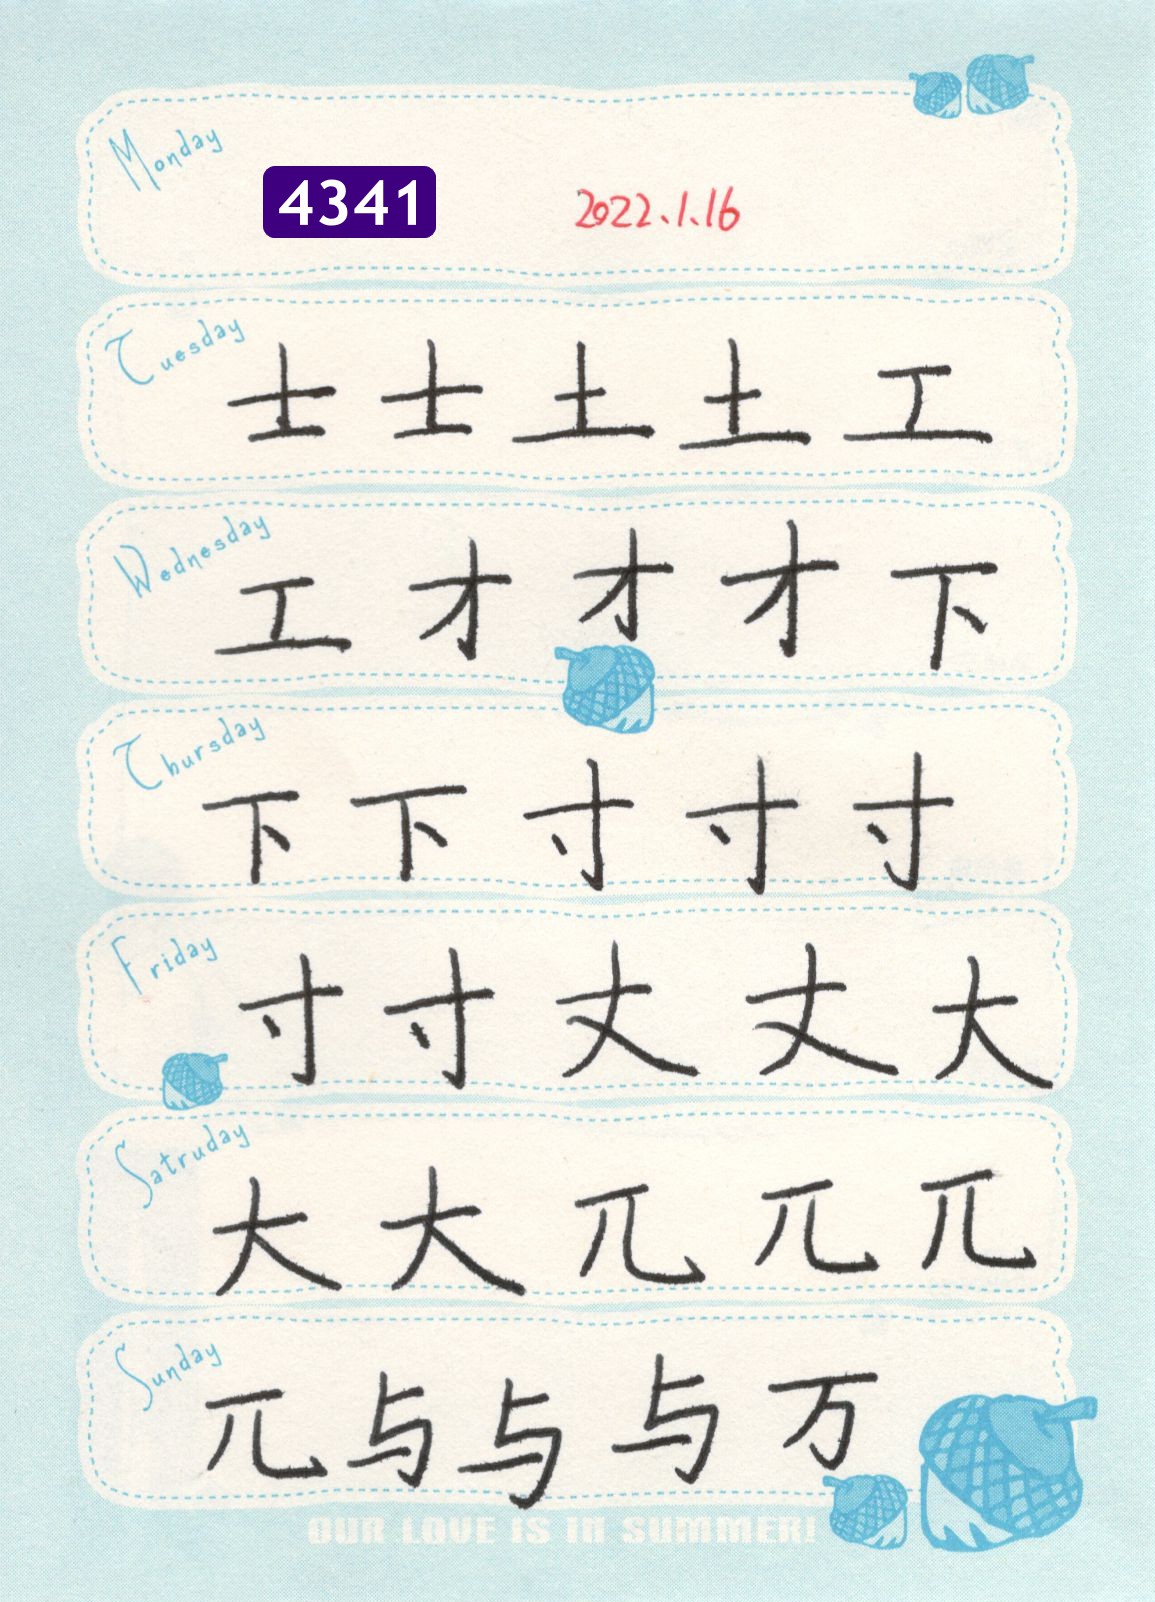 Monday
4341 2022.1.16
Tuesday
士 士 土 土 工
Wednesday
工 才 才 才 下
Thursday
下 下 寸 寸 寸
Friday
寸 寸 丈 丈 大
Satruday
大 大 兀 兀 兀
Sunday
兀 与 与 与 万
OUR LOVE IS IN SUMMER!